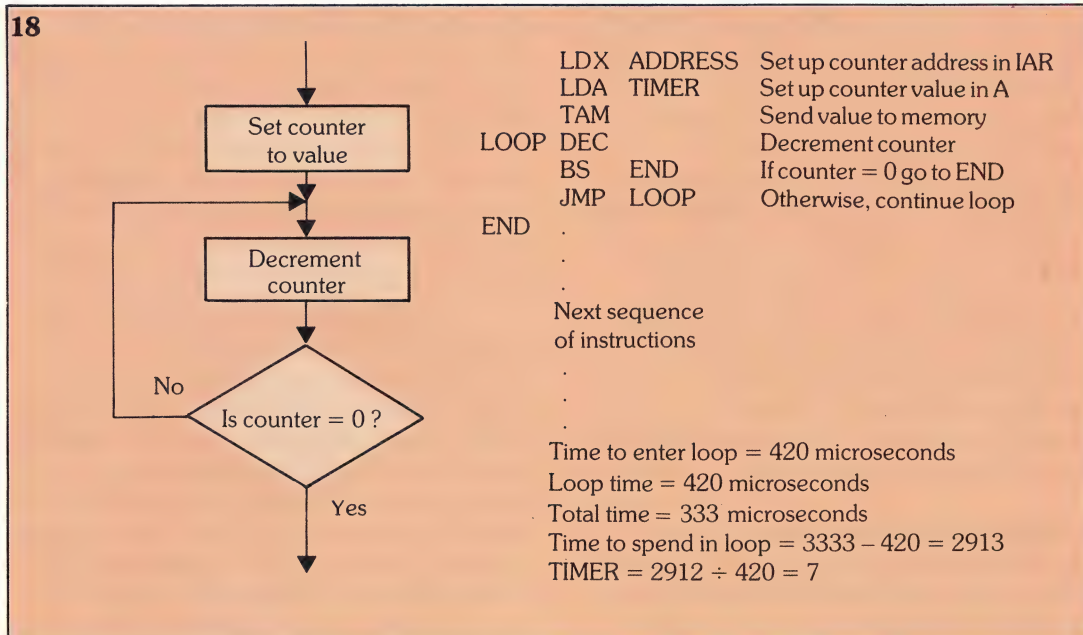 18
Set counter
to value
Decrement
counter
Is counter = 0 ?
No
Yes
LDX ADDRESS Set up counter address in IAR
LDA TIMER Set up counter value in A
TAM Send value to memory
LOOP DEC Decrement counter
BS END If counter = 0 go to END
JMP LOOP Otherwise, continue loop
END .
.
.
Next sequence
of instructions
.
.
.
Time to enter loop = 420 microseconds
Loop time = 420 microseconds
Total time = 333 microseconds
Time to spend in loop = 3333 – 420 = 2913
TIMER = 2912 ÷ 420 = 7